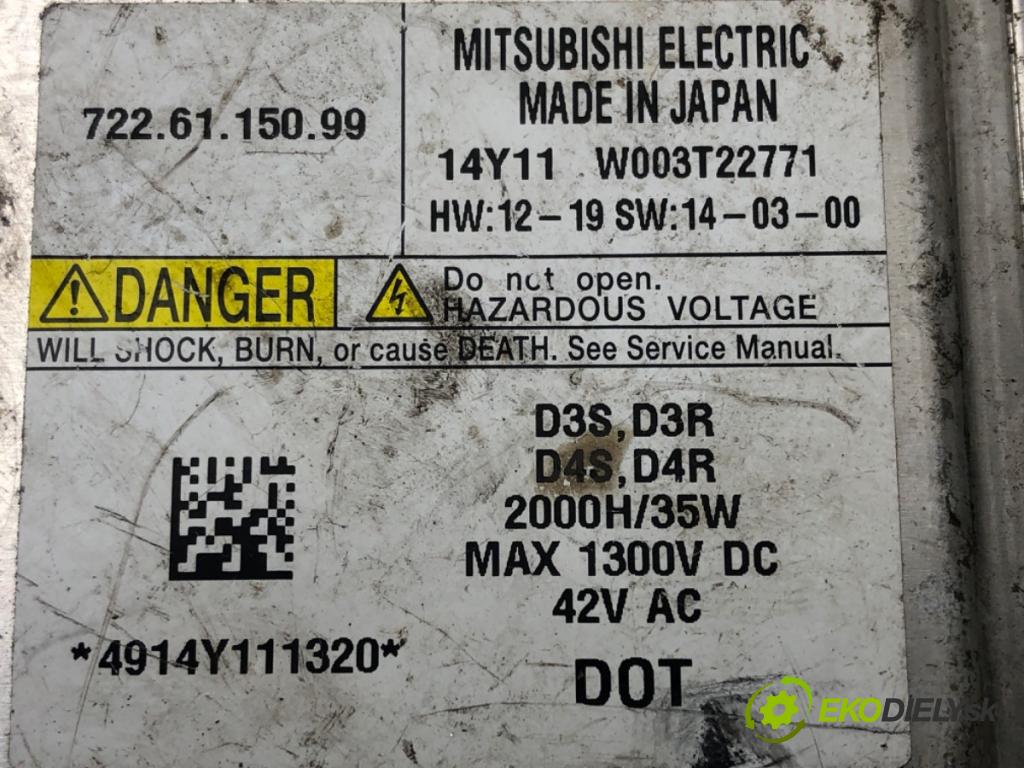 722.61.150.99
MITSUBISHI ELECTRIC
MADE IN JAPAN
14Y11 W003T22771
HW:12-19 SW:14-03-00
DANGER
Do not open.
HAZARDOUS VOLTAGE
WILL SHOCK, BURN, or cause DEATH. See Service Manual.
D3S, D3R
D4S, D4R
2000H/35W
MAX 1300V DC
42V AC
*4914Y111320*
DOT
EKODIELY.sk